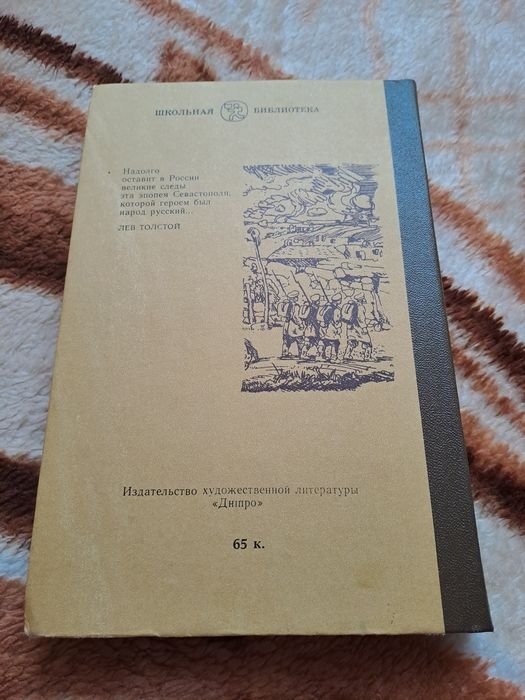 ШКОЛЬНАЯ БИБЛИОТЕКА
Надолго
оставит в России
великие следы
эта эпопея Севастополя,
которой героем был
народ русский...
ЛЕВ ТОЛСТОЙ
Издательство художественной литературы
«Дніпро»
65 к.